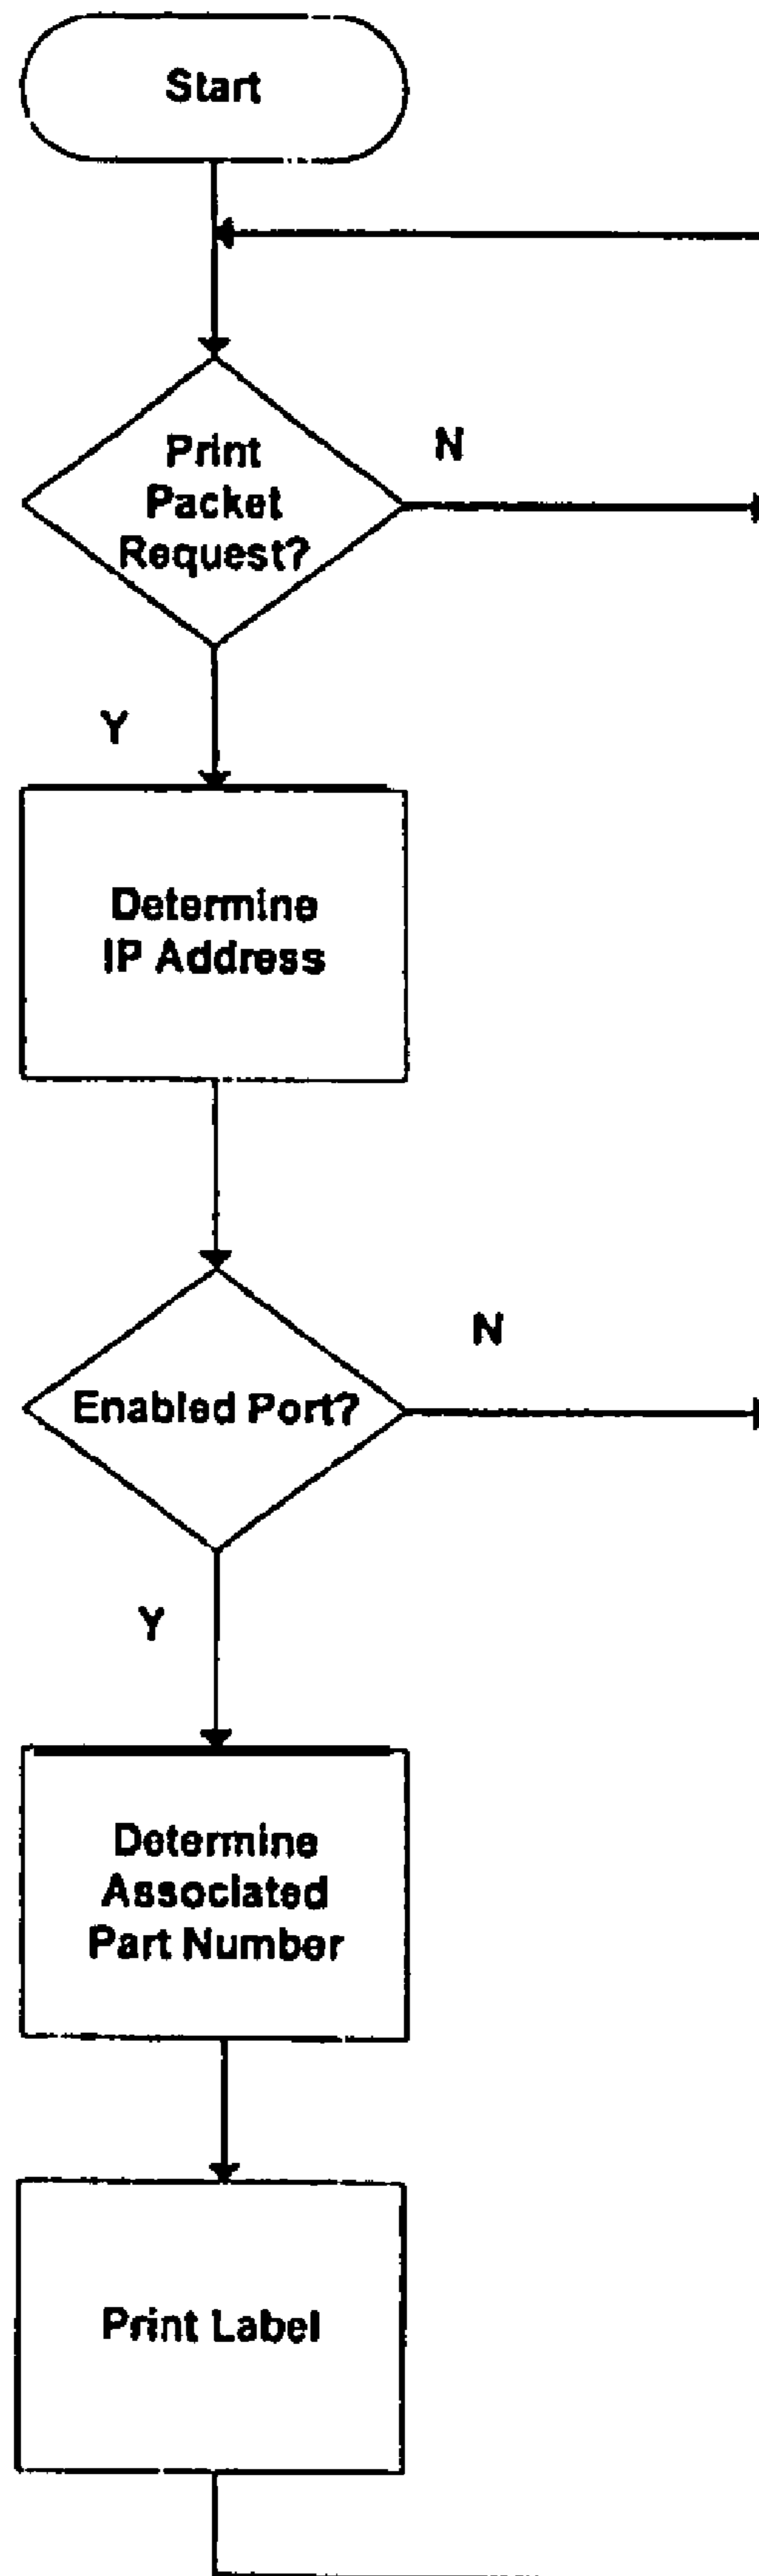 Start
Print
Packet
Request?
N
Y
Determine
IP Address
Enabled Port?
N
Y
Determine
Associated
Part Number
Print Label